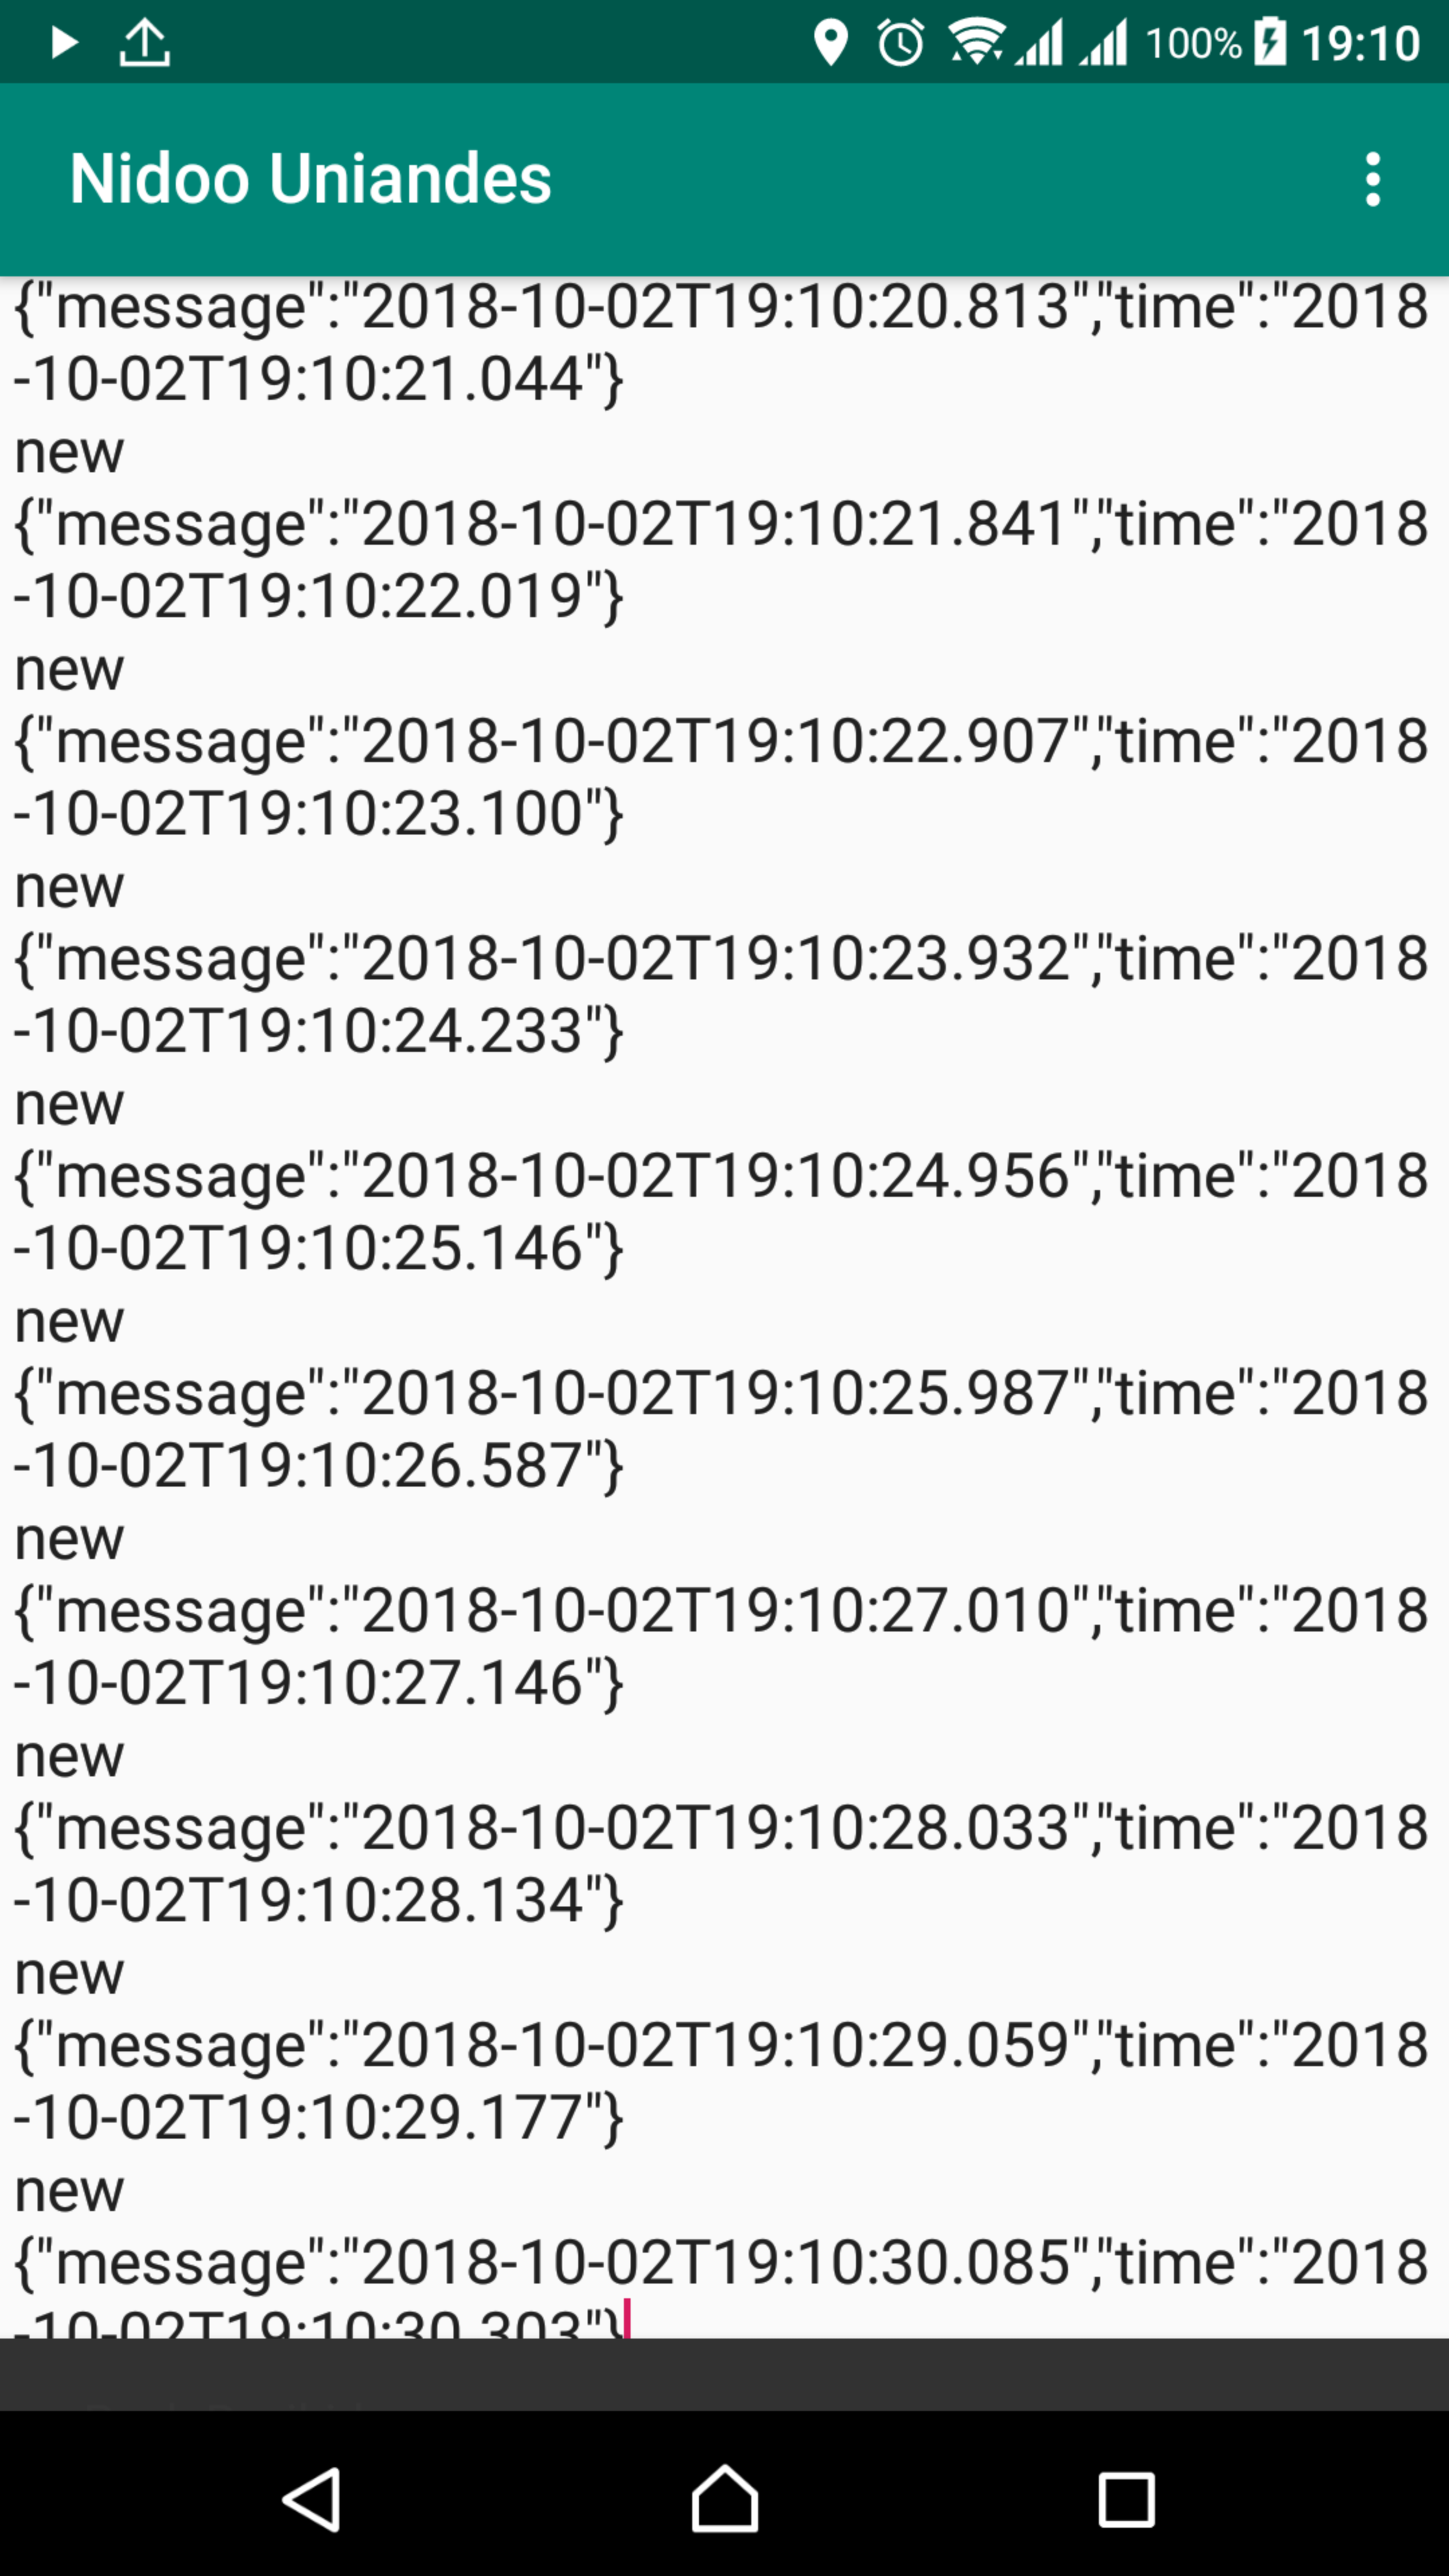 100% 19:10
Nidoo Uniandes
{"message":"2018-10-02T19:10:20.813","time":"2018
-10-02T19:10:21.044"}
new
{"message":"2018-10-02T19:10:21.841","time":"2018
-10-02T19:10:22.019"}
new
{"message":"2018-10-02T19:10:22.907","time":"2018
-10-02T19:10:23.100"}
new
{"message":"2018-10-02T19:10:23.932","time":"2018
-10-02T19:10:24.233"}
new
{"message":"2018-10-02T19:10:24.956","time":"2018
-10-02T19:10:25.146"}
new
{"message":"2018-10-02T19:10:25.987","time":"2018
-10-02T19:10:26.587"}
new
{"message":"2018-10-02T19:10:27.010","time":"2018
-10-02T19:10:27.146"}
new
{"message":"2018-10-02T19:10:28.033","time":"2018
-10-02T19:10:28.134"}
new
{"message":"2018-10-02T19:10:29.059","time":"2018
-10-02T19:10:29.177"}
new
{"message":"2018-10-02T19:10:30.085","time":"2018
-10-02T19:10:30.303"}